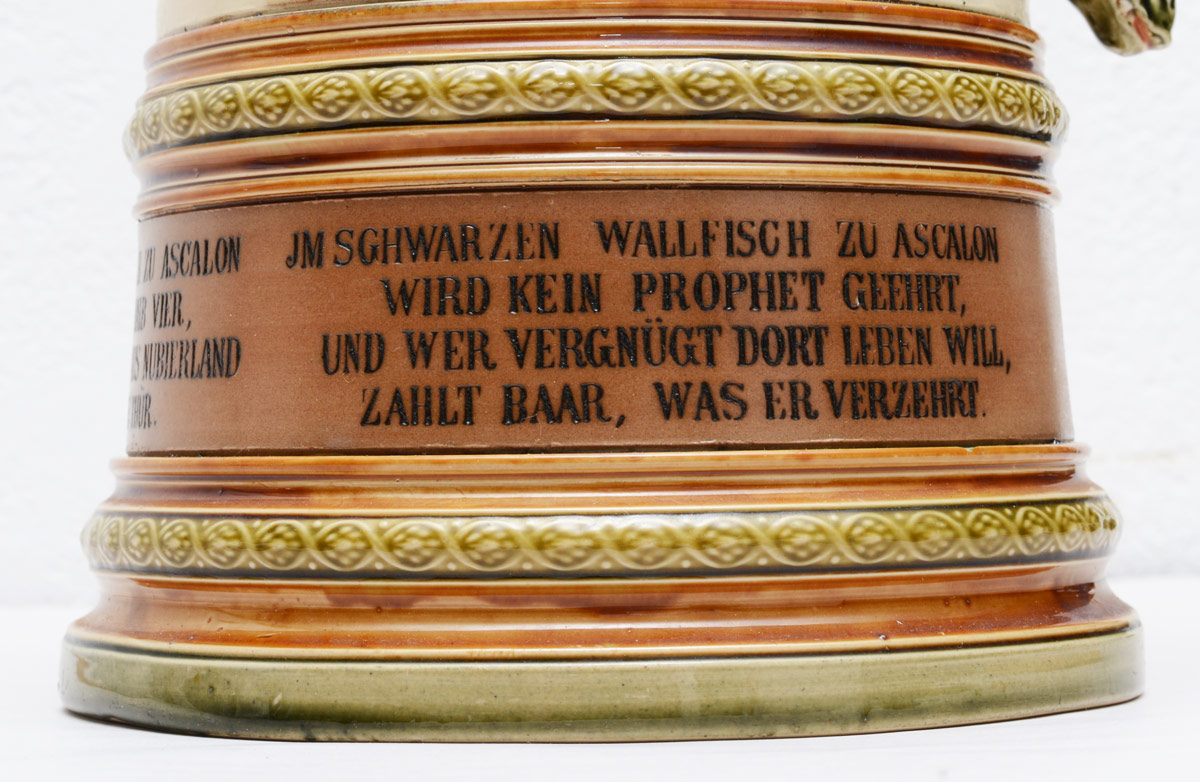 ZU ASCALON
VIER,
NUBIERLAND
JM SCHWARZEN WALLFISCH ZU ASCALON
WIRD KEIN PROPHET GEEHRT,
UND WER VERGNÜGT DORT LEBEN WILL,
ZAHLT BAAR, WAS ER VERZEHRT.